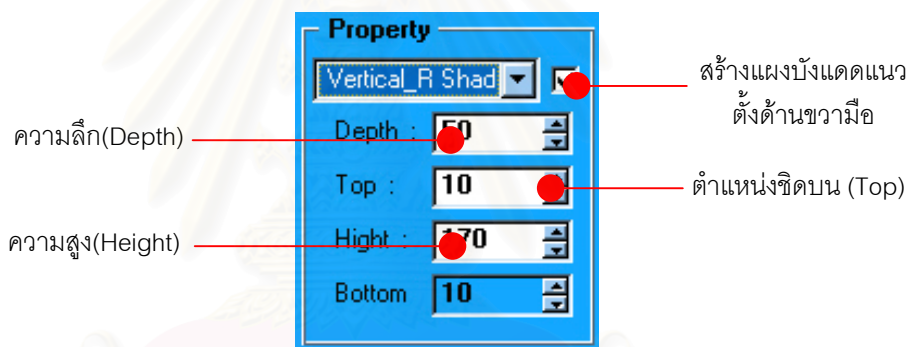 Property
Vertical_R Shad
สร้างแผงบังแดดแนว
ตั้งด้านขวามือ
ความลึก(Depth)
Depth : 50
Top : 10
ตำแหน่งชิดบน (Top)
ความสูง(Height)
Hight : 170
Bottom 10